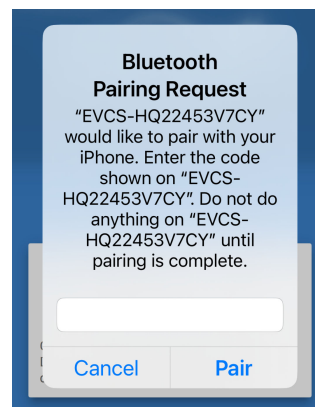 Bluetooth
Pairing Request
“EVCS-HQ22453V7CY”
would like to pair with your
iPhone. Enter the code
shown on “EVCS-
HQ22453V7CY”. Do not do
anything on “EVCS-
HQ22453V7CY” until
pairing is complete.
Cancel
Pair